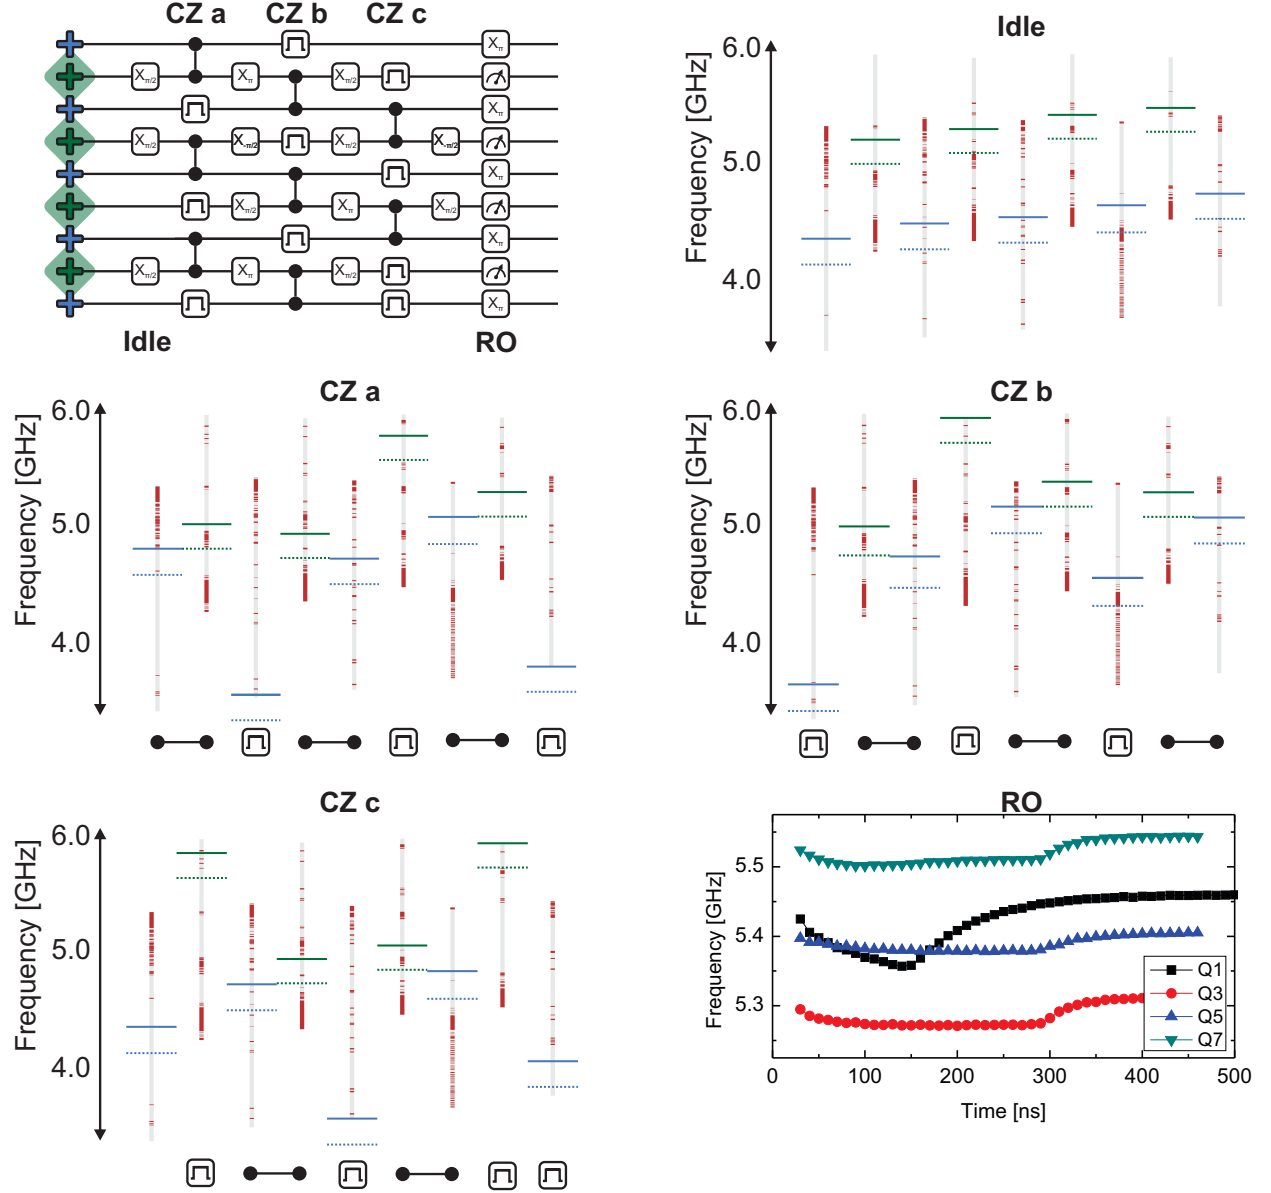 CZ a CZ b CZ c
Xπ
Xπ/2 Xπ Xπ/2
Xπ
Xπ/2 X-π/2 Xπ/2 X-π/2
Xπ
Xπ/2 Xπ Xπ/2
Xπ
Xπ/2 Xπ Xπ/2
Xπ
Idle RO
Idle
Frequency [GHz]
6.0
5.0
4.0
CZ a
Frequency [GHz]
6.0
5.0
4.0
CZ b
Frequency [GHz]
6.0
5.0
4.0
CZ c
Frequency [GHz]
6.0
5.0
4.0
RO
Frequency [GHz]
5.5
5.4
5.3
Q1
Q3
Q5
Q7
0 100 200 300 400 500
Time [ns]